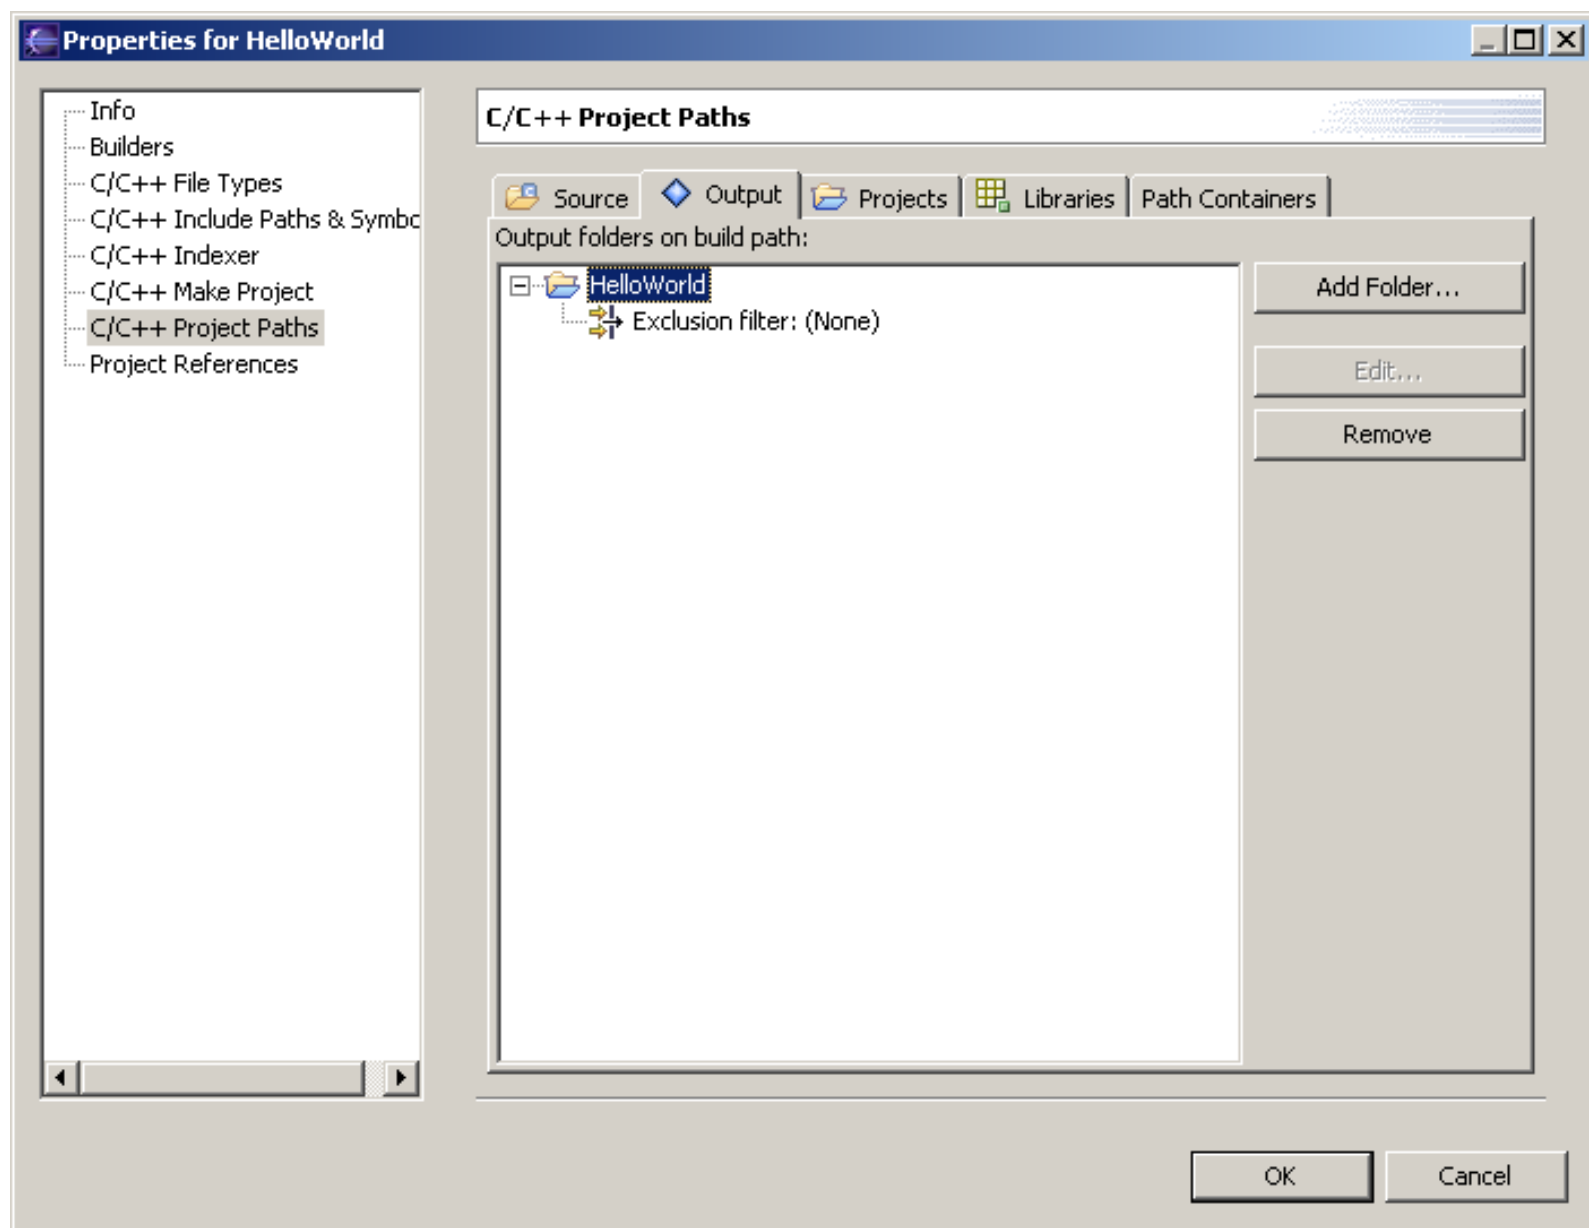 Properties for HelloWorld
Info
Builders
C/C++ File Types
C/C++ Include Paths & Symbo
C/C++ Indexer
C/C++ Make Project
C/C++ Project Paths
Project References
C/C++ Project Paths
Source Output Projects Libraries Path Containers
Output folders on build path:
HelloWorld
Exclusion filter: (None)
Add Folder...
Edit...
Remove
OK Cancel